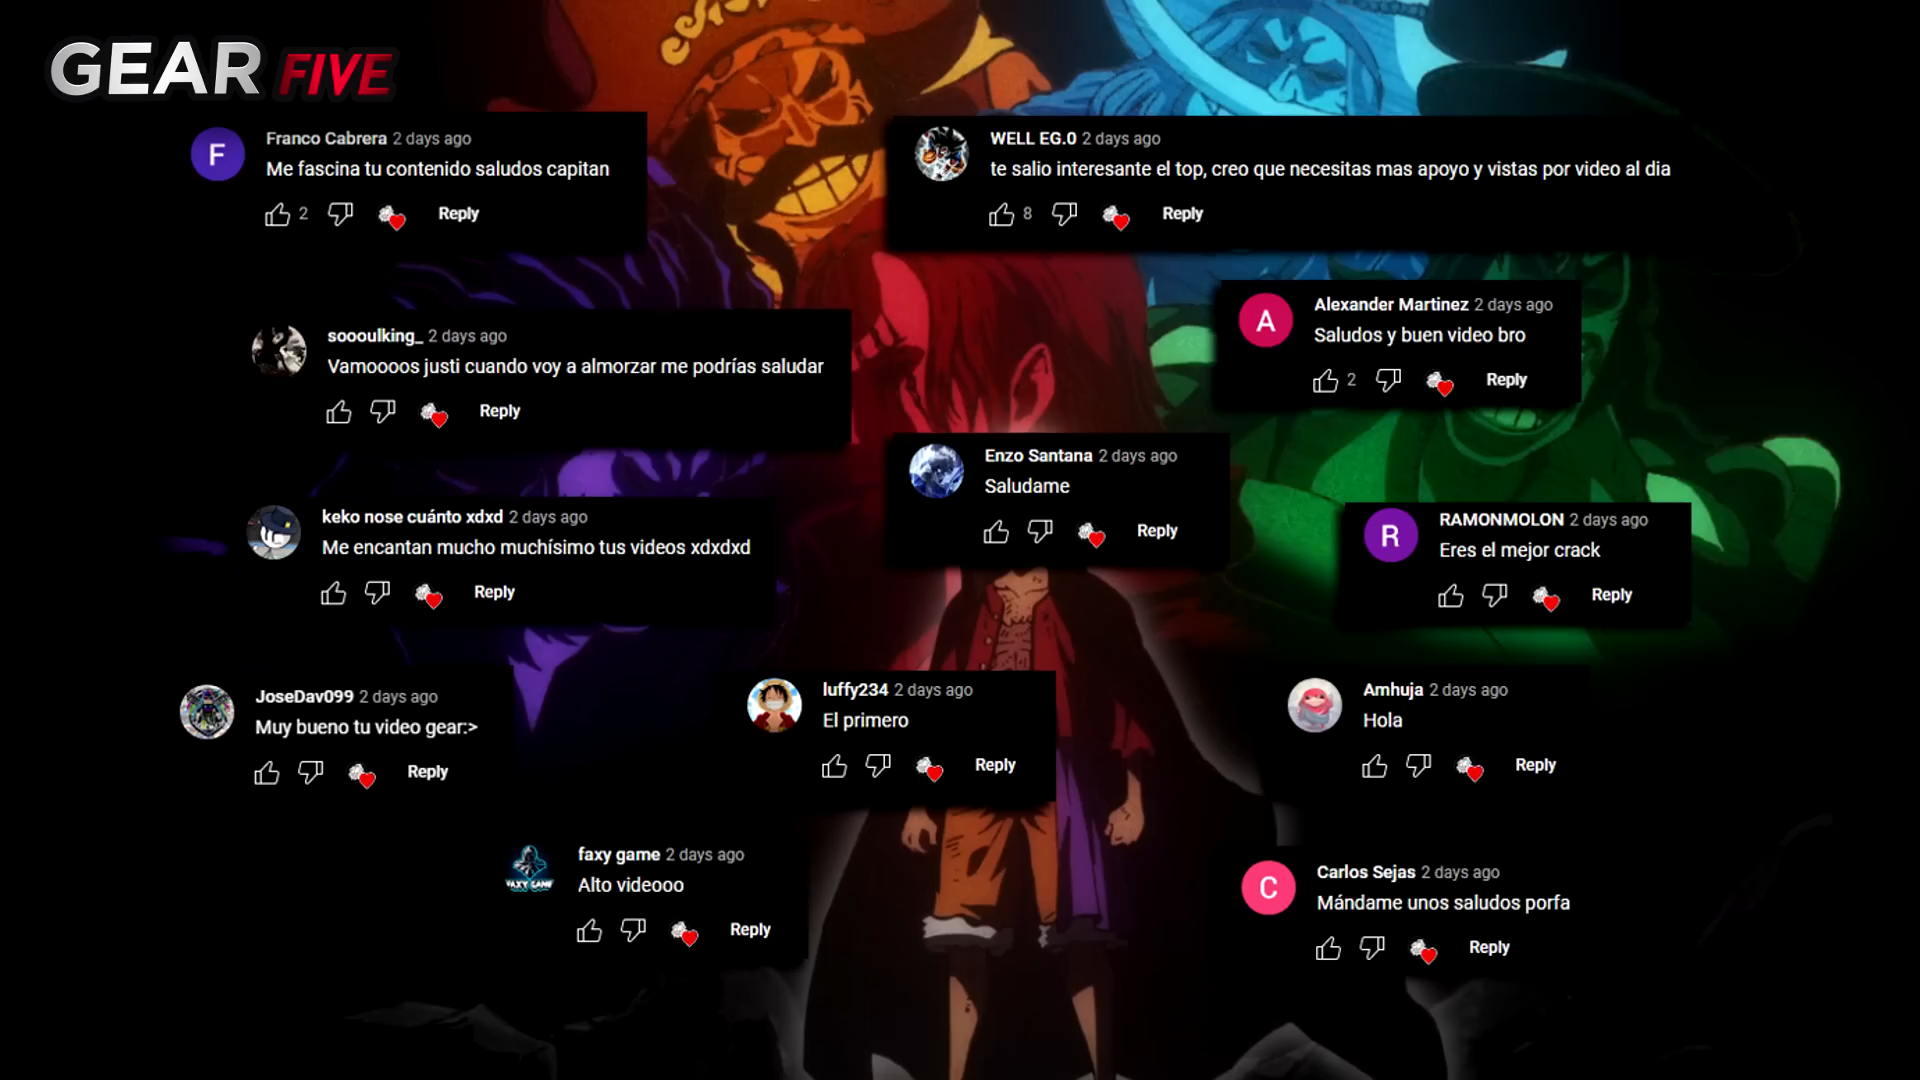 GEAR FIVE
Franco Cabrera 2 days ago
Me fascina tu contenido saludos capitan
2 Reply
WELL EG.0 2 days ago
te salio interesante el top, creo que necesitas mas apoyo y vistas por video al dia
8 Reply
soooulking_ 2 days ago
Vamoooos justi cuando voy a almorzar me podrías saludar
Reply
Alexander Martinez 2 days ago
Saludos y buen video bro
2 Reply
Enzo Santana 2 days ago
Saludame
Reply
keko nose cuánto xdxd 2 days ago
Me encantan mucho muchísimo tus videos xdxdxd
Reply
RAMONMOLON 2 days ago
Eres el mejor crack
Reply
JoseDav099 2 days ago
Muy bueno tu video gear:>
Reply
luffy234 2 days ago
El primero
Reply
Amhuja 2 days ago
Hola
Reply
faxy game 2 days ago
Alto videooo
Reply
Carlos Sejas 2 days ago
Mándame unos saludos porfa
Reply
F
A
R
FAXY GAME
C